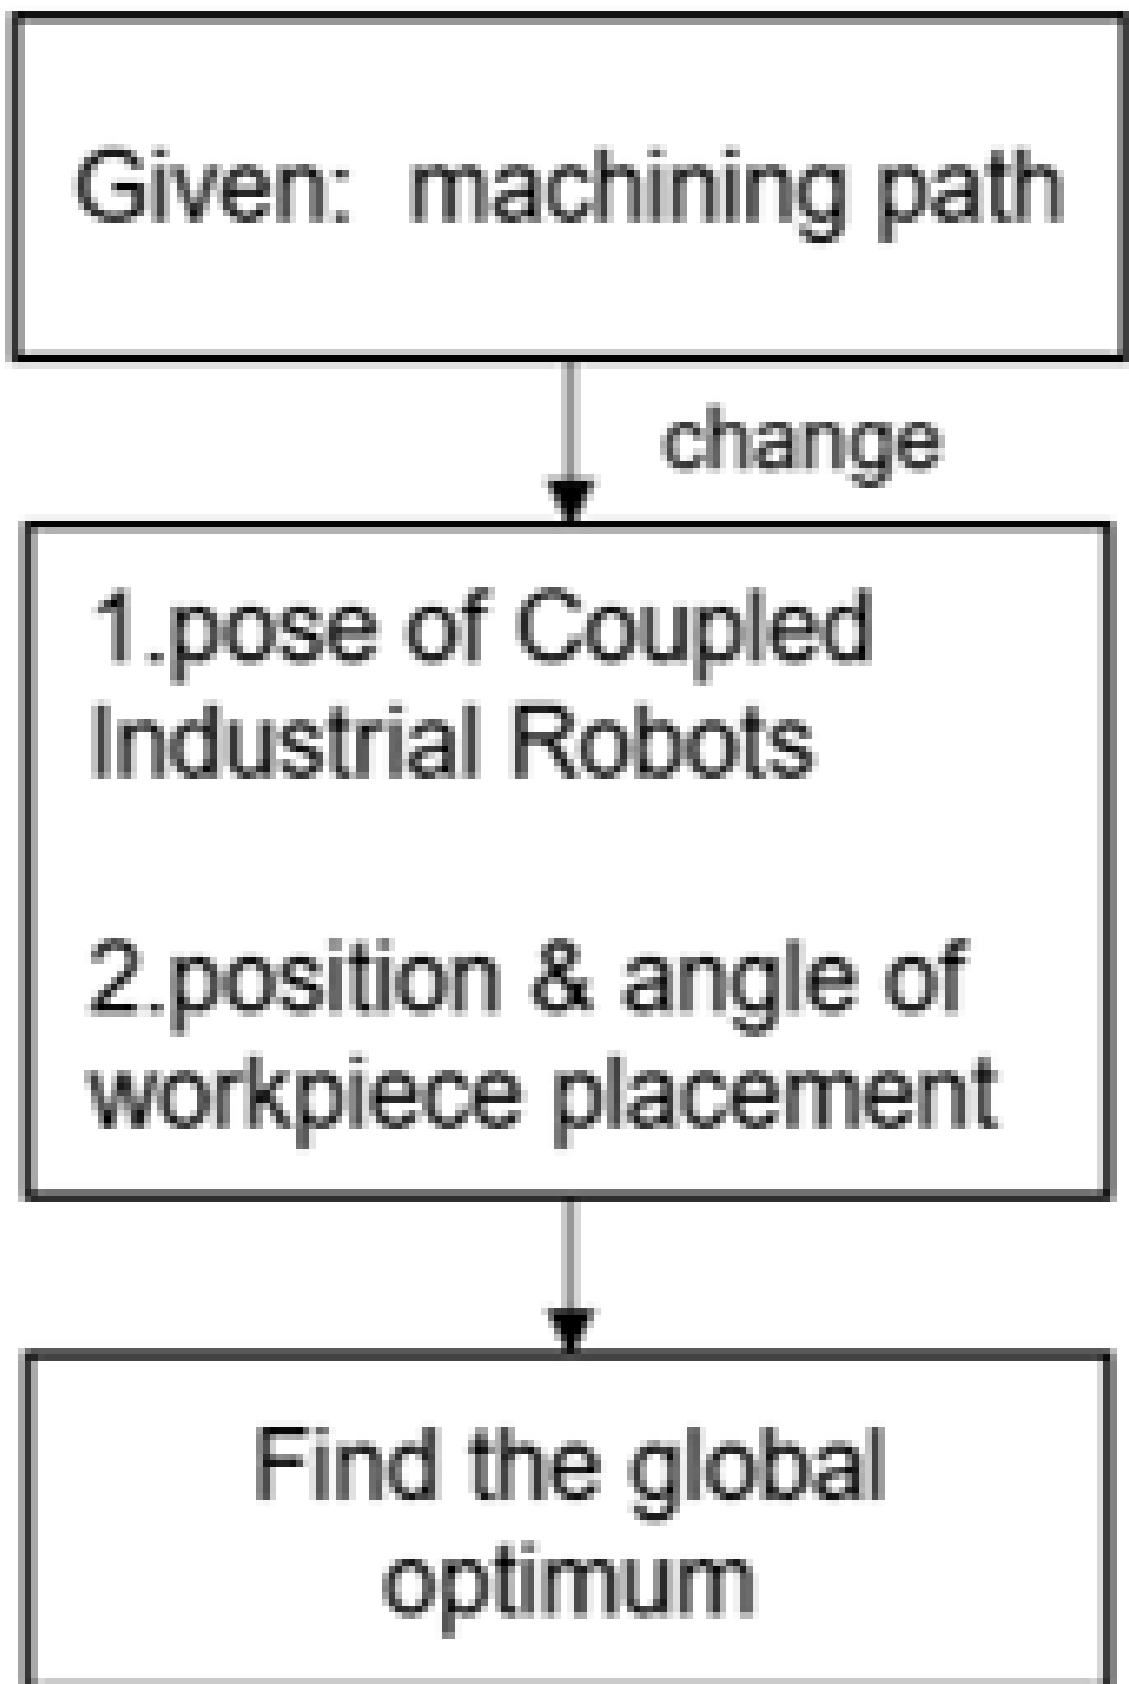 Given: machining path
change
1.pose of Coupled
Industrial Robots
2.position & angle of
workpiece placement
Find the global
optimum